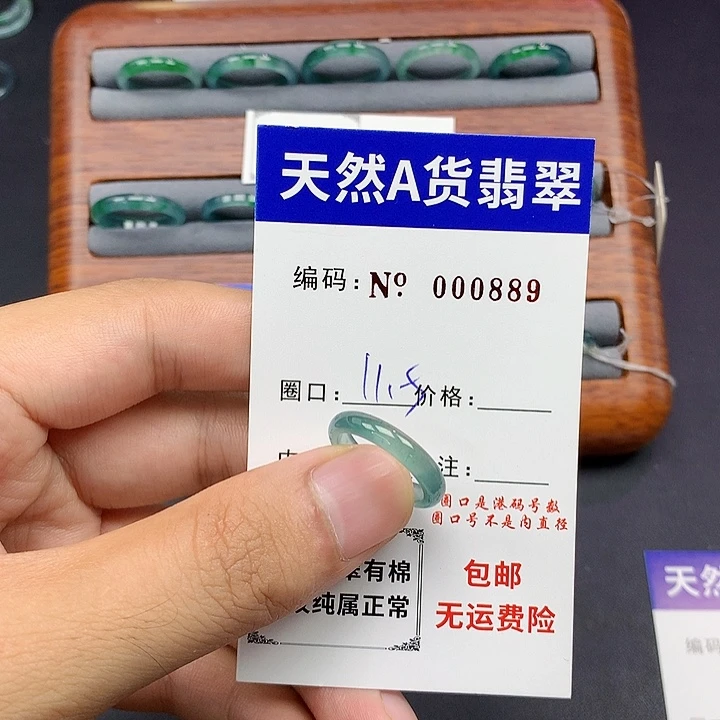 天然A货翡翠
编码：Nº 000889
圈口：11.5 价格：
注：
圈口是港码号数
圈口号不是内直径
有棉
纯属正常
包邮
无运费险
天然
编码